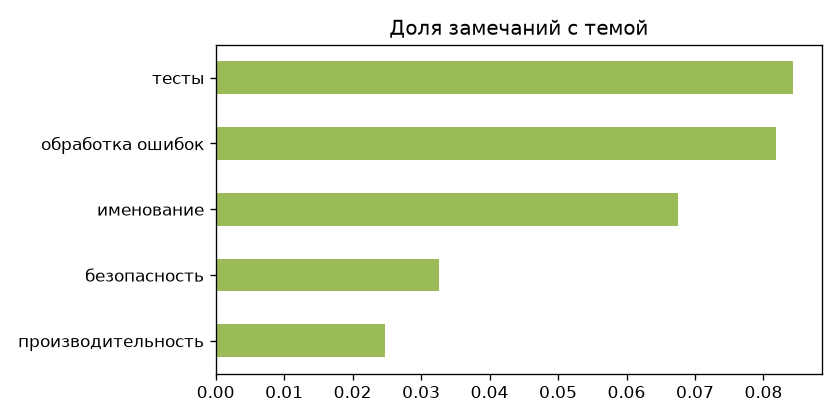 Доля замечаний с темой
тесты
обработка ошибок
именование
безопасность
производительность
0.00 0.01 0.02 0.03 0.04 0.05 0.06 0.07 0.08